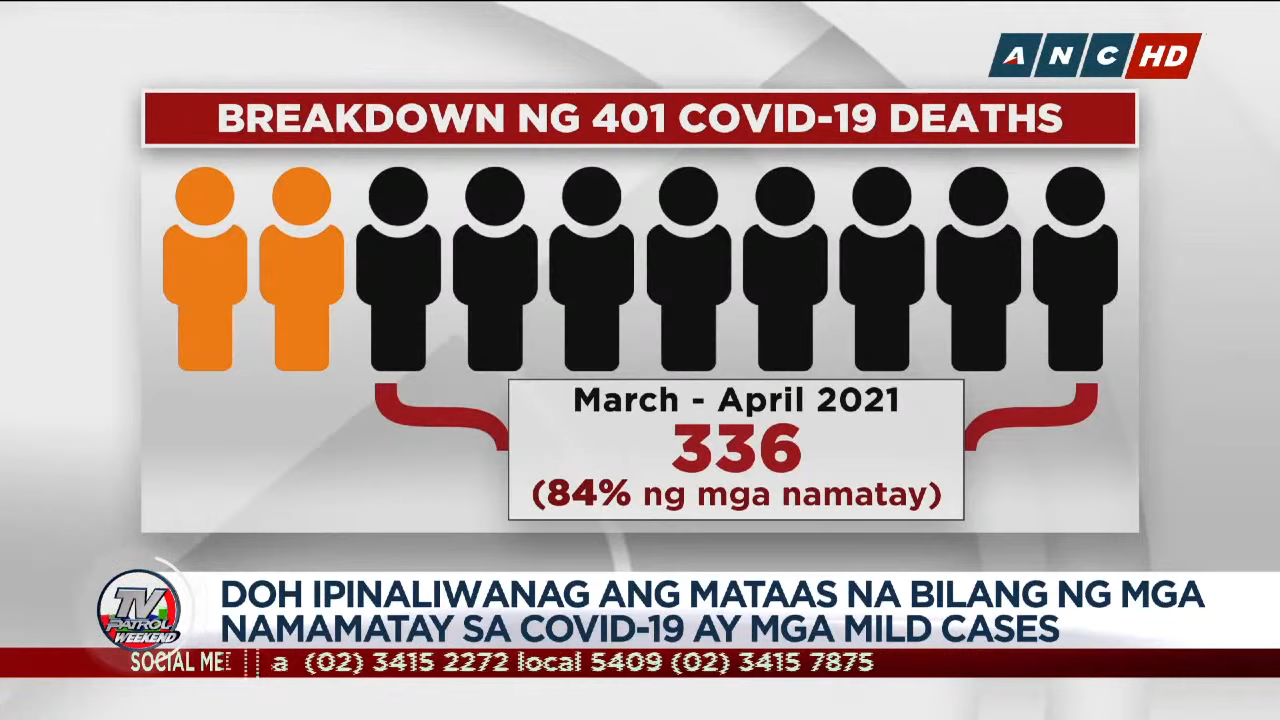 ANC HD
BREAKDOWN NG 401 COVID-19 DEATHS
March - April 2021
336
(84% ng mga namatay)
DOH IPINALIWANAG ANG MATAAS NA BILANG NG MGA
NAMAMATAY SA COVID-19 AY MGA MILD CASES
TV
PATROL
WEEKEND
SOCIAL a (02) 3415 2272 local 5409 (02) 3415 7875